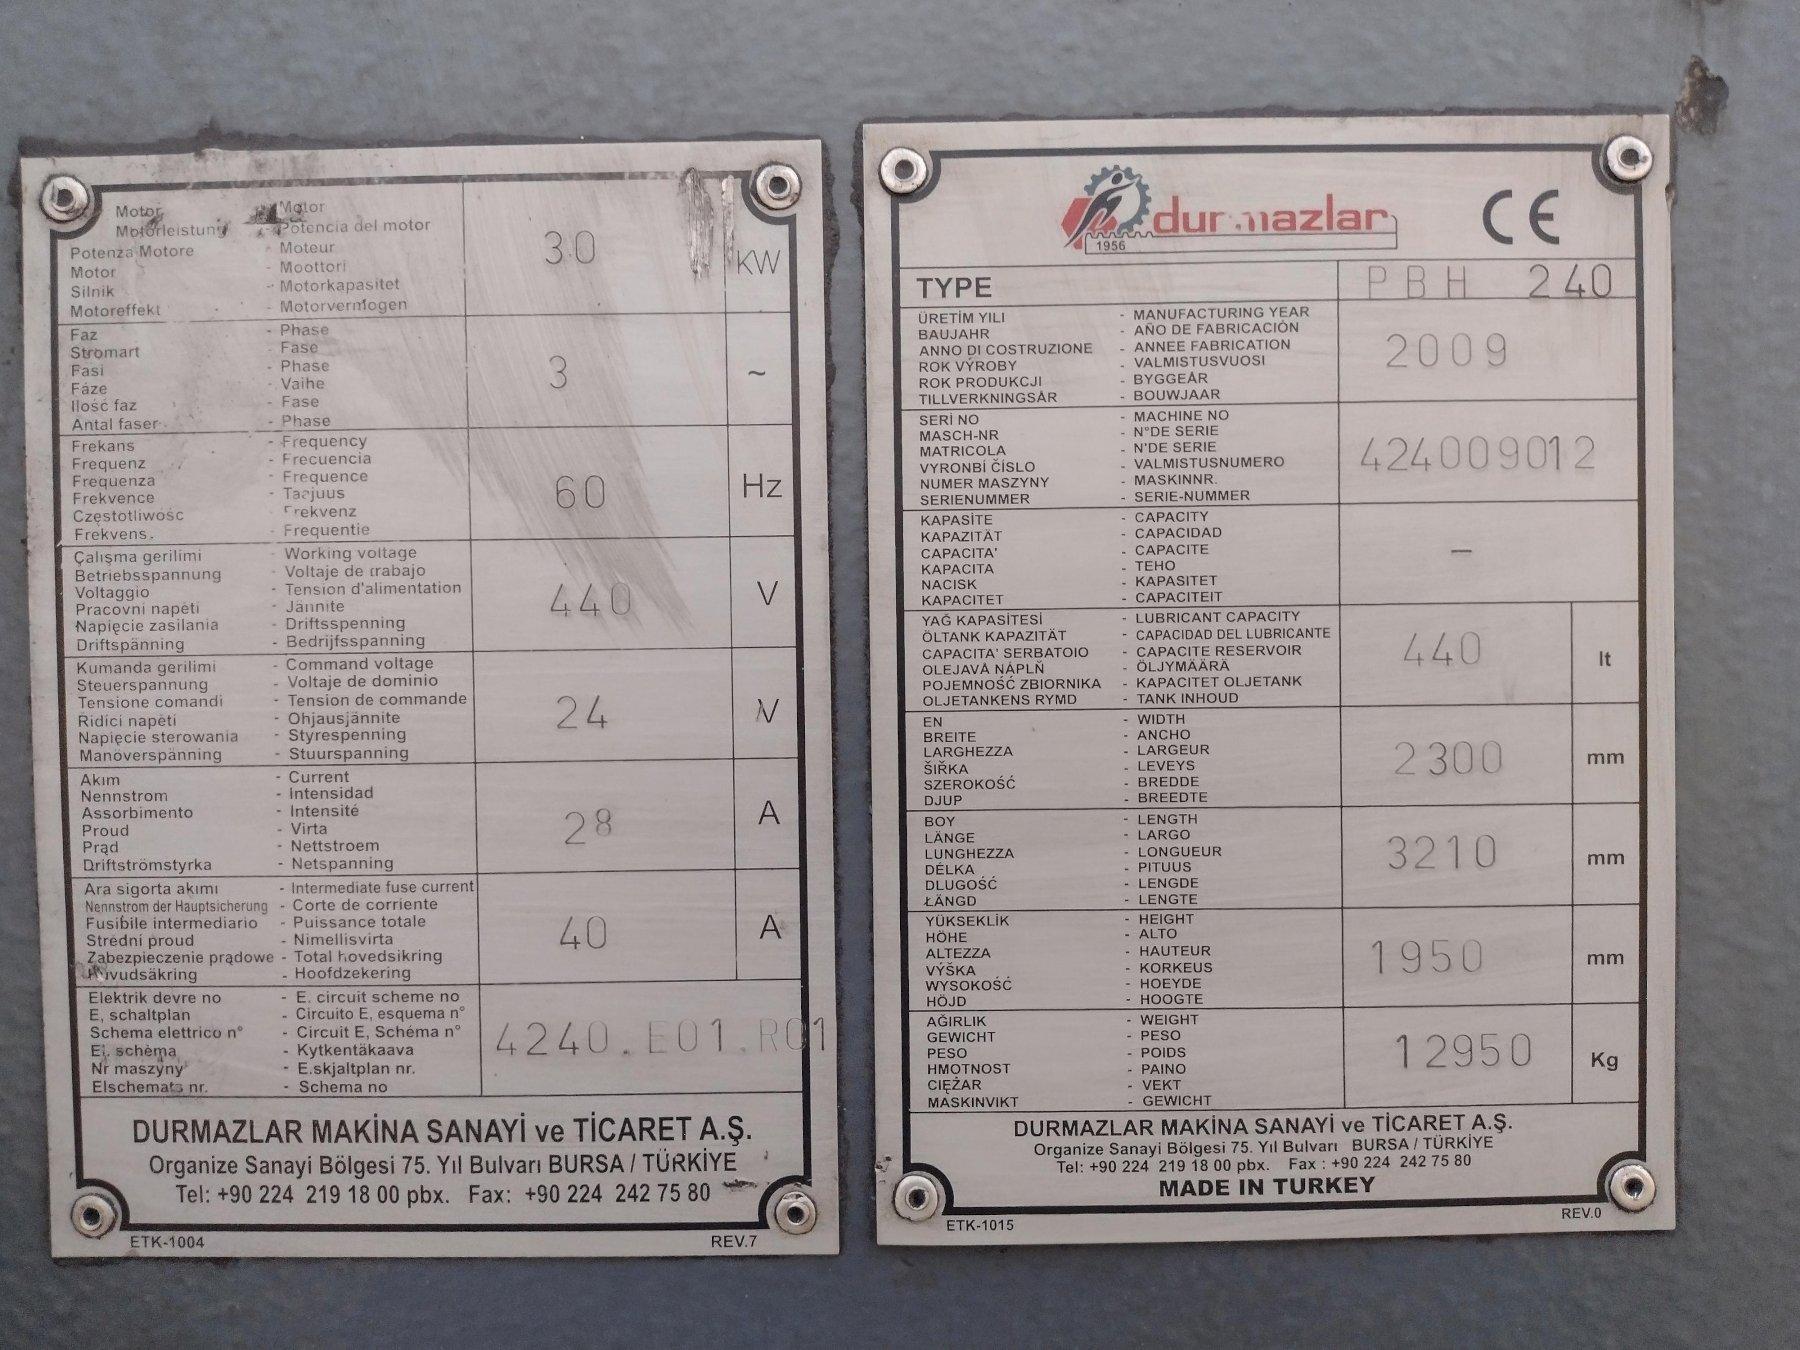 Motor - Motor
Motorleistung - Potencia del motor
Potenza Motore - Moteur
Motor - Moottori
Silnik - Motorkapasitet
Motoreffekt - Motorvermogen
30 KW
Faz - Phase
Stromart - Fase
Fasi - Phase
Fáze - Vaihe
Ilość faz - Fase
Antal faser - Phase
3 ~
Frekans - Frequency
Frequenz - Frecuencia
Frequenza - Frequence
Frekvence - Taajuus
Częstotliwośc - Frekvenz
Frekvens. - Frequentie
60 Hz
Çalışma gerilimi - Working voltage
Betriebsspannung - Voltaje de trabajo
Voltaggio - Tension d'alimentation
Pracovni napéti - Jännite
Napięcie zasilania - Driftsspenning
Driftspänning - Bedrijfsspanning
440 V
Kumanda gerilimi - Command voltage
Steuerspannung - Voltaje de dominio
Tensione comandi - Tension de commande
Ridíci napéti - Ohjausjännite
Napięcie sterowania - Styrespenning
Manöverspänning - Stuurspanning
24 V
Akım - Current
Nennstrom - Intensidad
Assorbimento - Intensité
Proud - Virta
Prąd - Nettstroem
Driftströmstyrka - Netspanning
28 A
Ara sigorta akımı - Intermediate fuse current
Nennstrom der Hauptsicherung - Corte de corriente
Fusibile intermediario - Puissance totale
Strédni proud - Nimellisvirta
Zabezpieczenie prądowe - Total hovedsikring
Huvudsäkring - Hoofdzekering
40 A
Elektrik devre no - E. circuit scheme no
E, schaltplan - Circuito E, esquema n°
Schema elettrico n° - Circuit E, Schéma n°
El. schèma - Kytkentäkaava
Nr maszyny - E.skjaltplan nr.
Elschemats nr. - Schema no
4240.E01.R01
DURMAZLAR MAKİNA SANAYİ ve TİCARET A.Ş.
Organize Sanayi Bölgesi 75. Yıl Bulvarı BURSA / TÜRKİYE
Tel: +90 224 219 18 00 pbx. Fax: +90 224 242 75 80
ETK-1004 REV.7
durmazlar CE
1956
TYPE PBH 240
ÜRETİM YILI - MANUFACTURING YEAR
BAUJAHR - AÑO DE FABRICACIÓN
ANNO DI COSTRUZIONE - ANNEE FABRICATION
ROK VÝROBY - VALMISTUSVUOSI
ROK PRODUKCJI - BYGGEÅR
TILLVERKNINGSÅR - BOUWJAAR
2009
SERİ NO - MACHINE NO
MASCH-NR - N°DE SERIE
MATRICOLA - N'DE SERIE
VYRONBÍ ČÍSLO - VALMISTUSNUMERO
NUMER MASZYNY - MASKINNR.
SERIENUMMER - SERIE-NUMMER
424009012
KAPASİTE - CAPACITY
KAPAZITÄT - CAPACIDAD
CAPACITA' - CAPACITE
KAPACITA - TEHO
NACISK - KAPASITET
KAPACITET - CAPACITEIT
–
YAĞ KAPASİTESİ - LUBRICANT CAPACITY
ÖLTANK KAPAZITÄT - CAPACIDAD DEL LUBRICANTE
CAPACITA' SERBATOIO - CAPACITE RESERVOIR
OLEJAVÁ NÁPLŇ - ÖLJYMÄÄRÄ
POJEMNOŚĆ ZBIORNIKA - KAPACITET OLJETANK
OLJETANKENS RYMD - TANK INHOUD
440 lt
EN - WIDTH
BREITE - ANCHO
LARGHEZZA - LARGEUR
ŠIŘKA - LEVEYS
SZEROKOŚĆ - BREDDE
DJUP - BREEDTE
2300 mm
BOY - LENGTH
LÄNGE - LARGO
LUNGHEZZA - LONGUEUR
DÉLKA - PITUUS
DLUGOŚĆ - LENGDE
ŁÄNGD - LENGTE
3210 mm
YÜKSEKLİK - HEIGHT
HÖHE - ALTO
ALTEZZA - HAUTEUR
VÝŠKA - KORKEUS
WYSOKOŚĆ - HOEYDE
HÖJD - HOOGTE
1950 mm
AĞIRLIK - WEIGHT
GEWICHT - PESO
PESO - POIDS
HMOTNOST - PAINO
CIĘŻAR - VEKT
MASKINVIKT - GEWICHT
12950 Kg
DURMAZLAR MAKİNA SANAYİ ve TİCARET A.Ş.
Organize Sanayi Bölgesi 75. Yıl Bulvarı BURSA / TÜRKİYE
Tel: +90 224 219 18 00 pbx. Fax : +90 224 242 75 80
MADE IN TURKEY
ETK-1015 REV.0